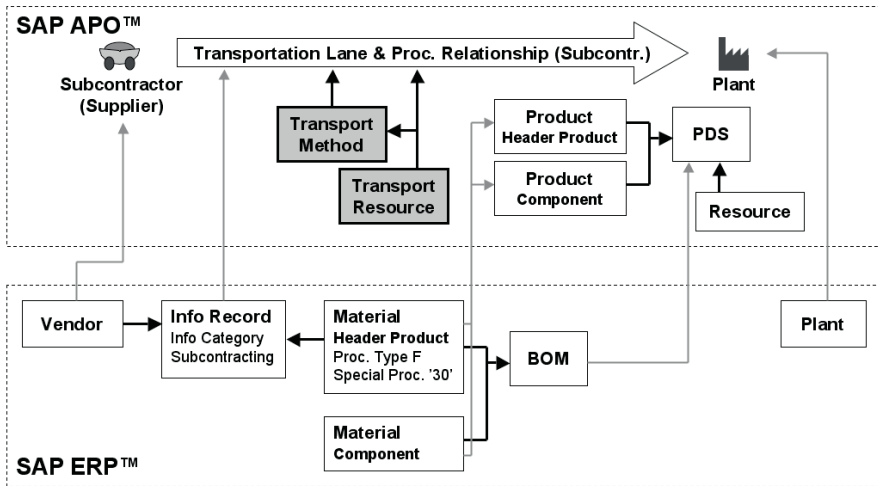 SAP APO™
Transportation Lane & Proc. Relationship (Subcontr.)
Subcontractor
(Supplier)
Plant
Transport
Method
Product
Header Product
PDS
Transport
Resource
Product
Component
Resource
Vendor
Info Record
Info Category
Subcontracting
Material
Header Product
Proc. Type F
Special Proc. '30'
BOM
Plant
Material
Component
SAP ERP™